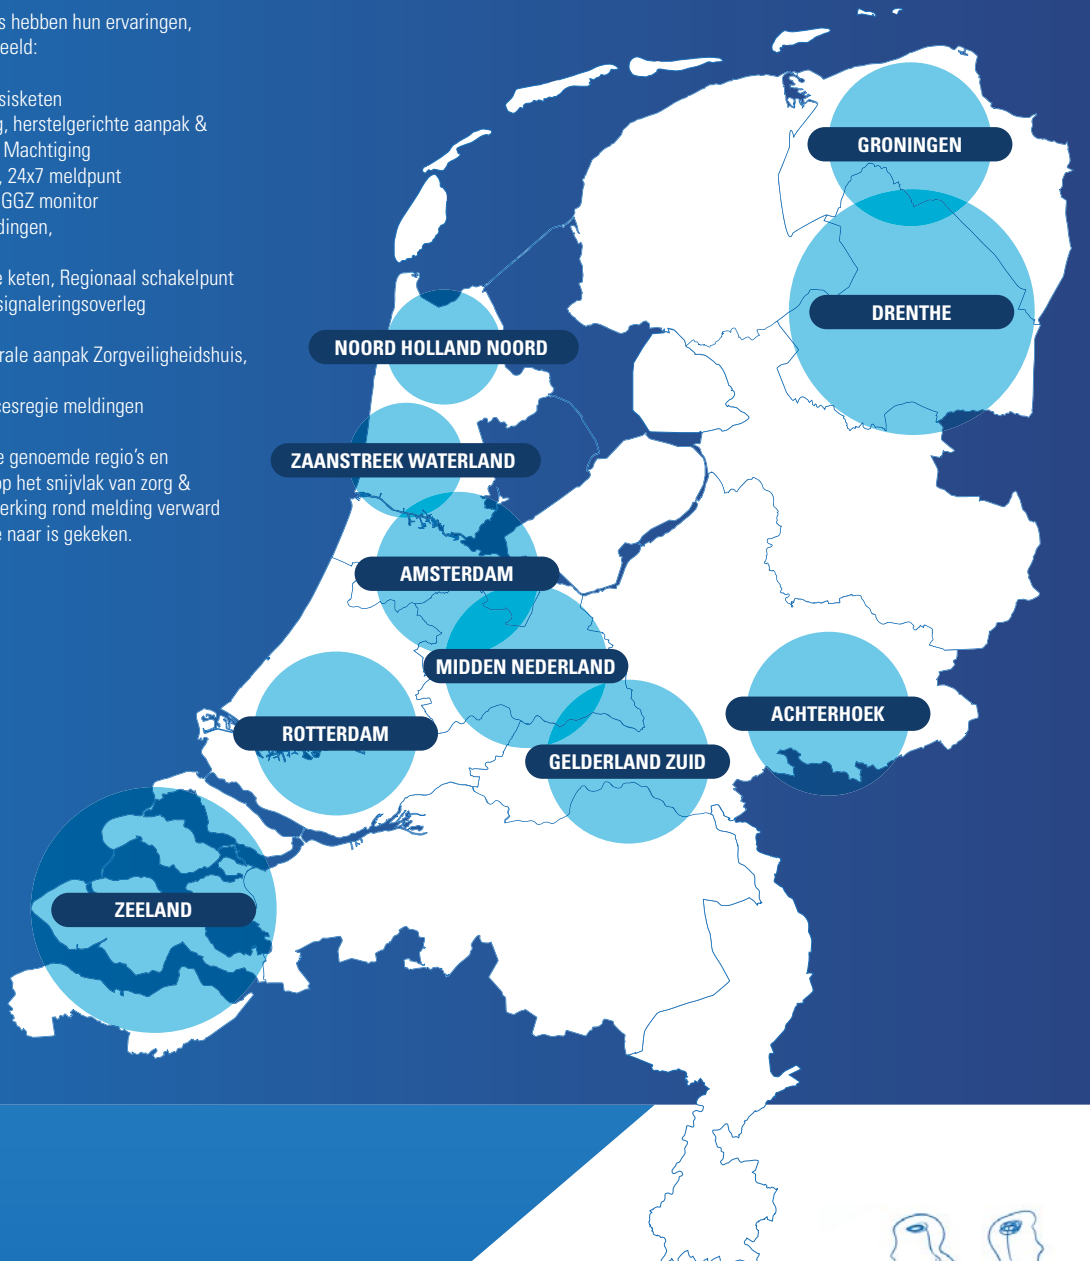 s hebben hun ervaringen,
eeld:
sisketen
g, herstelgerichte aanpak &
Machtiging
, 24x7 meldpunt
GGZ monitor
dingen,
e keten, Regionaal schakelpunt
signaleringsoverleg
rale aanpak Zorgveiligheidshuis,
cesregie meldingen
e genoemde regio's en
op het snijvlak van zorg &
erking rond melding verward
e naar is gekeken.
GRONINGEN
DRENTHE
NOORD HOLLAND NOORD
ZAANSTREEK WATERLAND
AMSTERDAM
MIDDEN NEDERLAND
ACHTERHOEK
ROTTERDAM
GELDERLAND ZUID
ZEELAND